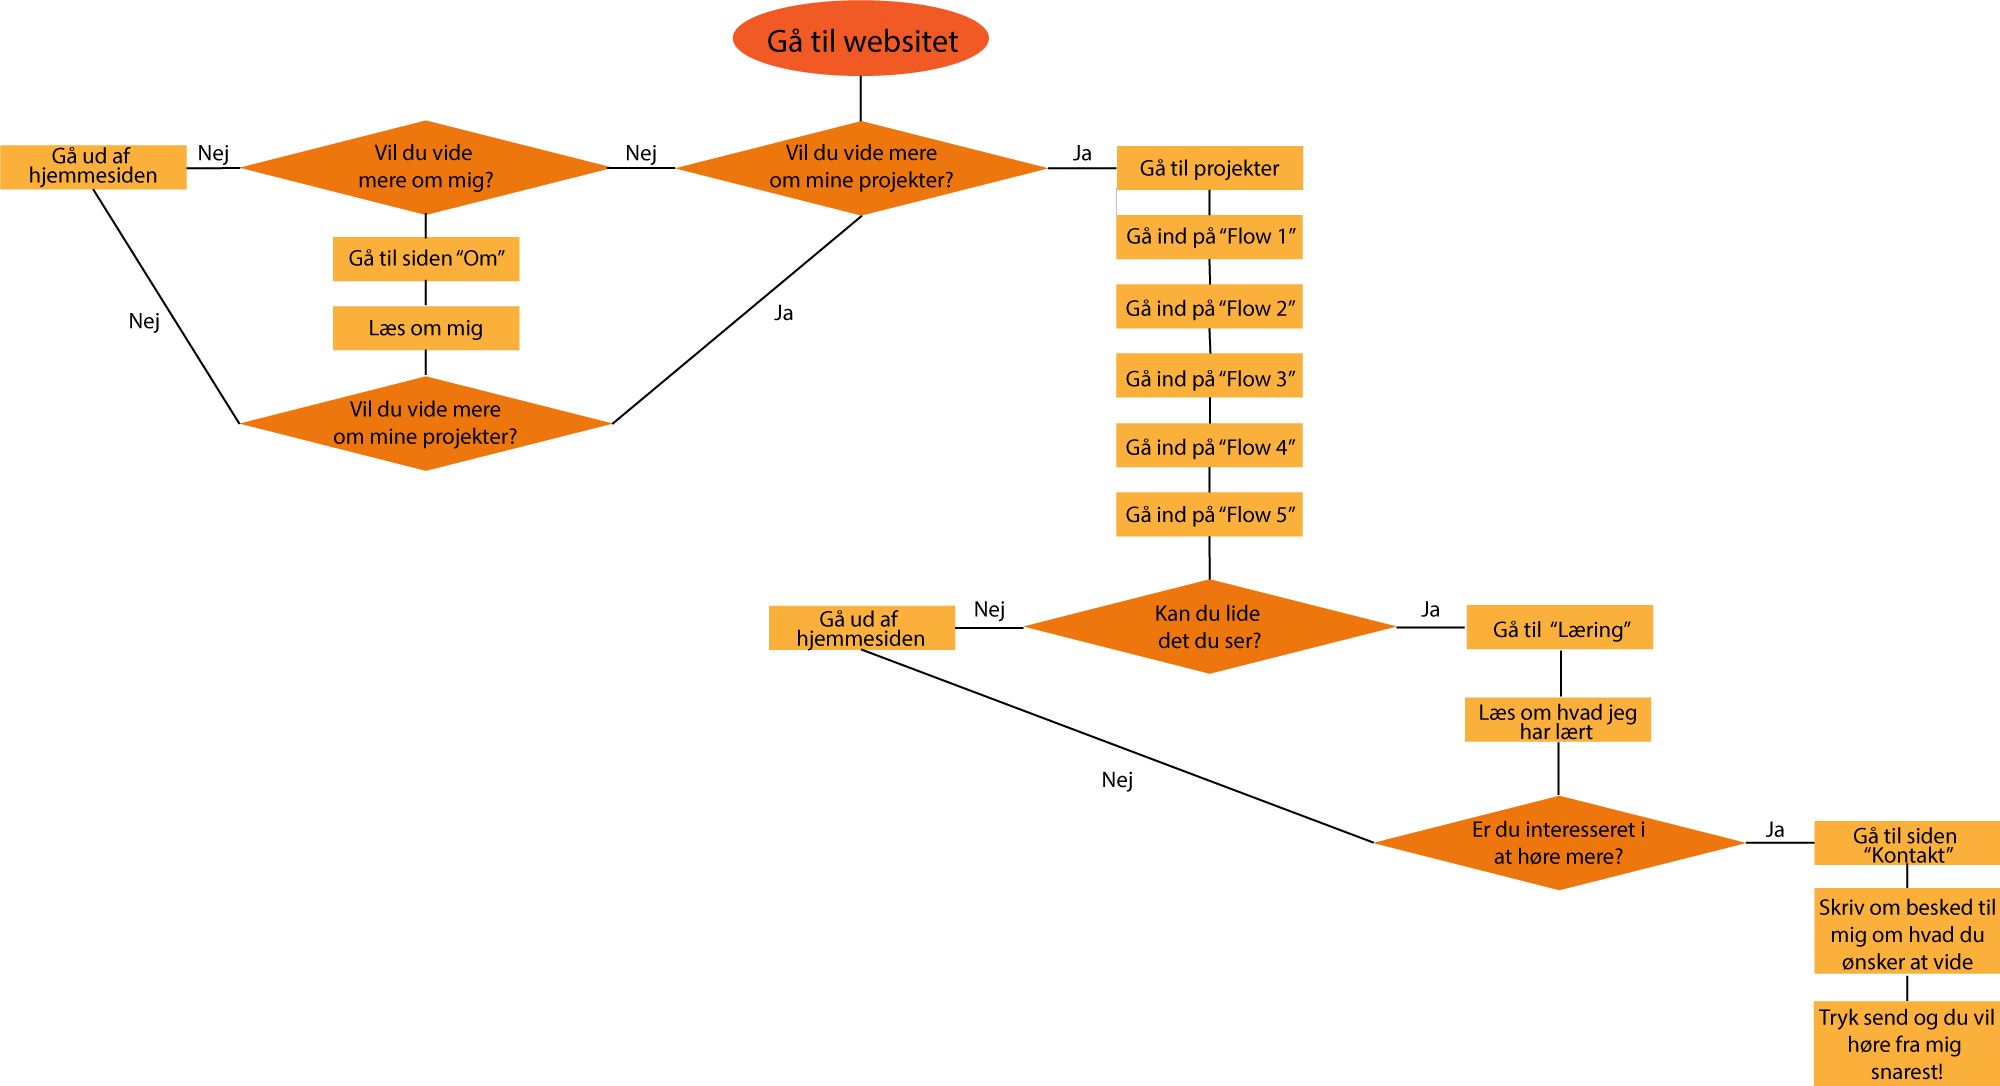 Gå til websitet
Gå ud af
hjemmesiden
Nej
Vil du vide
mere om mig?
Nej
Vil du vide mere
om mine projekter?
Ja
Gå til projekter
Gå til siden “Om”
Læs om mig
Nej
Vil du vide mere
om mine projekter?
Ja
Gå ind på “Flow 1”
Gå ind på “Flow 2”
Gå ind på “Flow 3”
Gå ind på “Flow 4”
Gå ind på “Flow 5”
Gå ud af
hjemmesiden
Nej
Kan du lide
det du ser?
Ja
Gå til “Læring”
Læs om hvad jeg
har lært
Nej
Er du interesseret i
at høre mere?
Ja
Gå til siden
“Kontakt”
Skriv om besked til
mig om hvad du
ønsker at vide
Tryk send og du vil
høre fra mig
snarest!